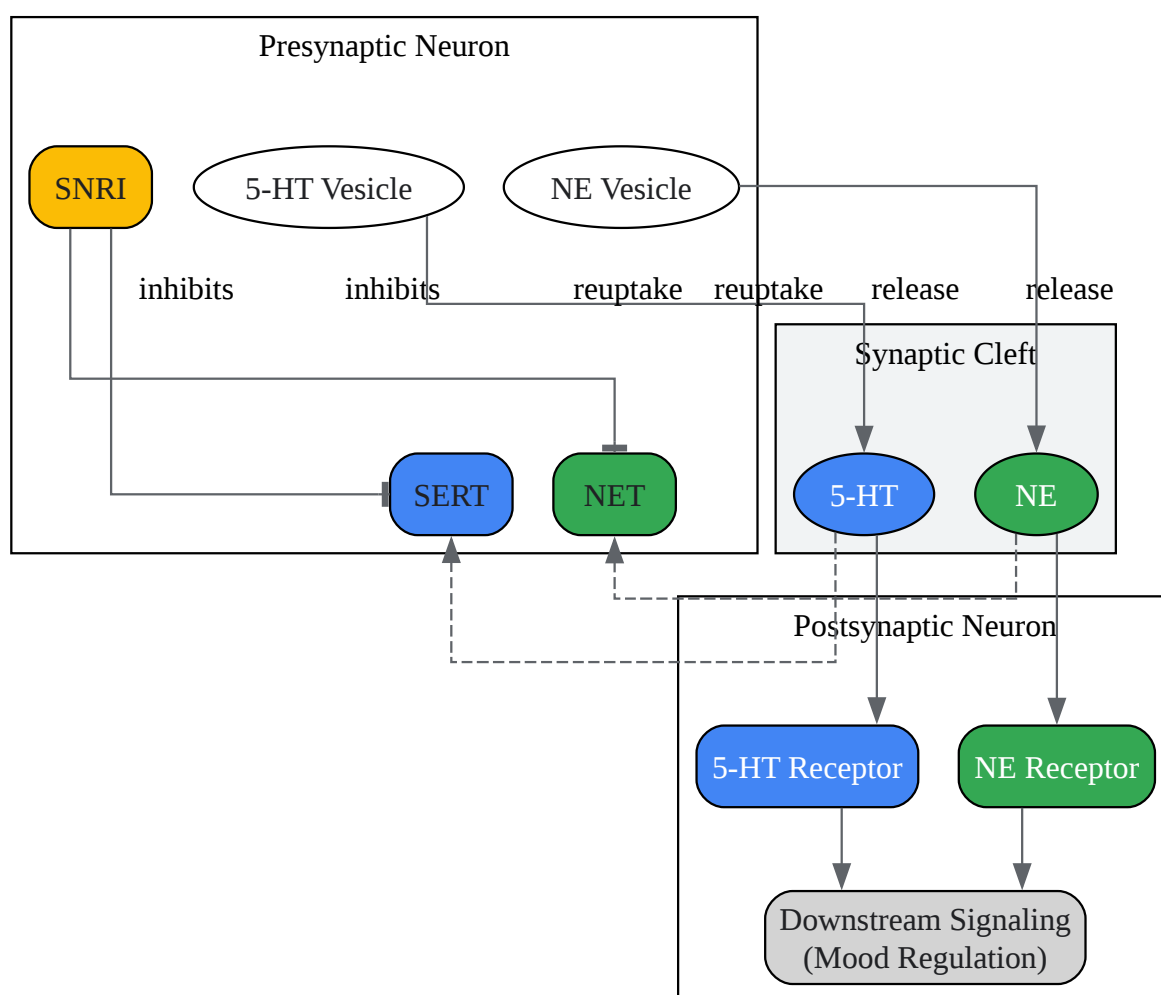 Presynaptic Neuron
SNRI
5-HT Vesicle
NE Vesicle
inhibits
inhibits
reuptake
reuptake
release
release
Synaptic Cleft
SERT
NET
5-HT
NE
Postsynaptic Neuron
5-HT Receptor
NE Receptor
Downstream Signaling
(Mood Regulation)